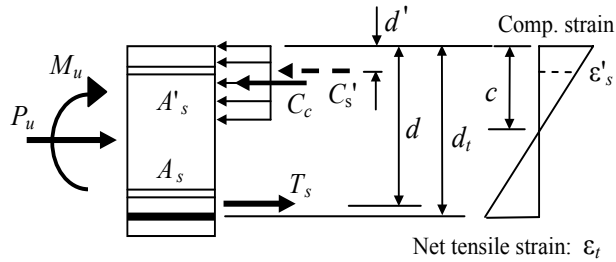 d'
Comp. strain
M_u
ε'_s
A'_s
C_c
C_s'
c
P_u
d
d_t
A_s
T_s
Net tensile strain: ε_t